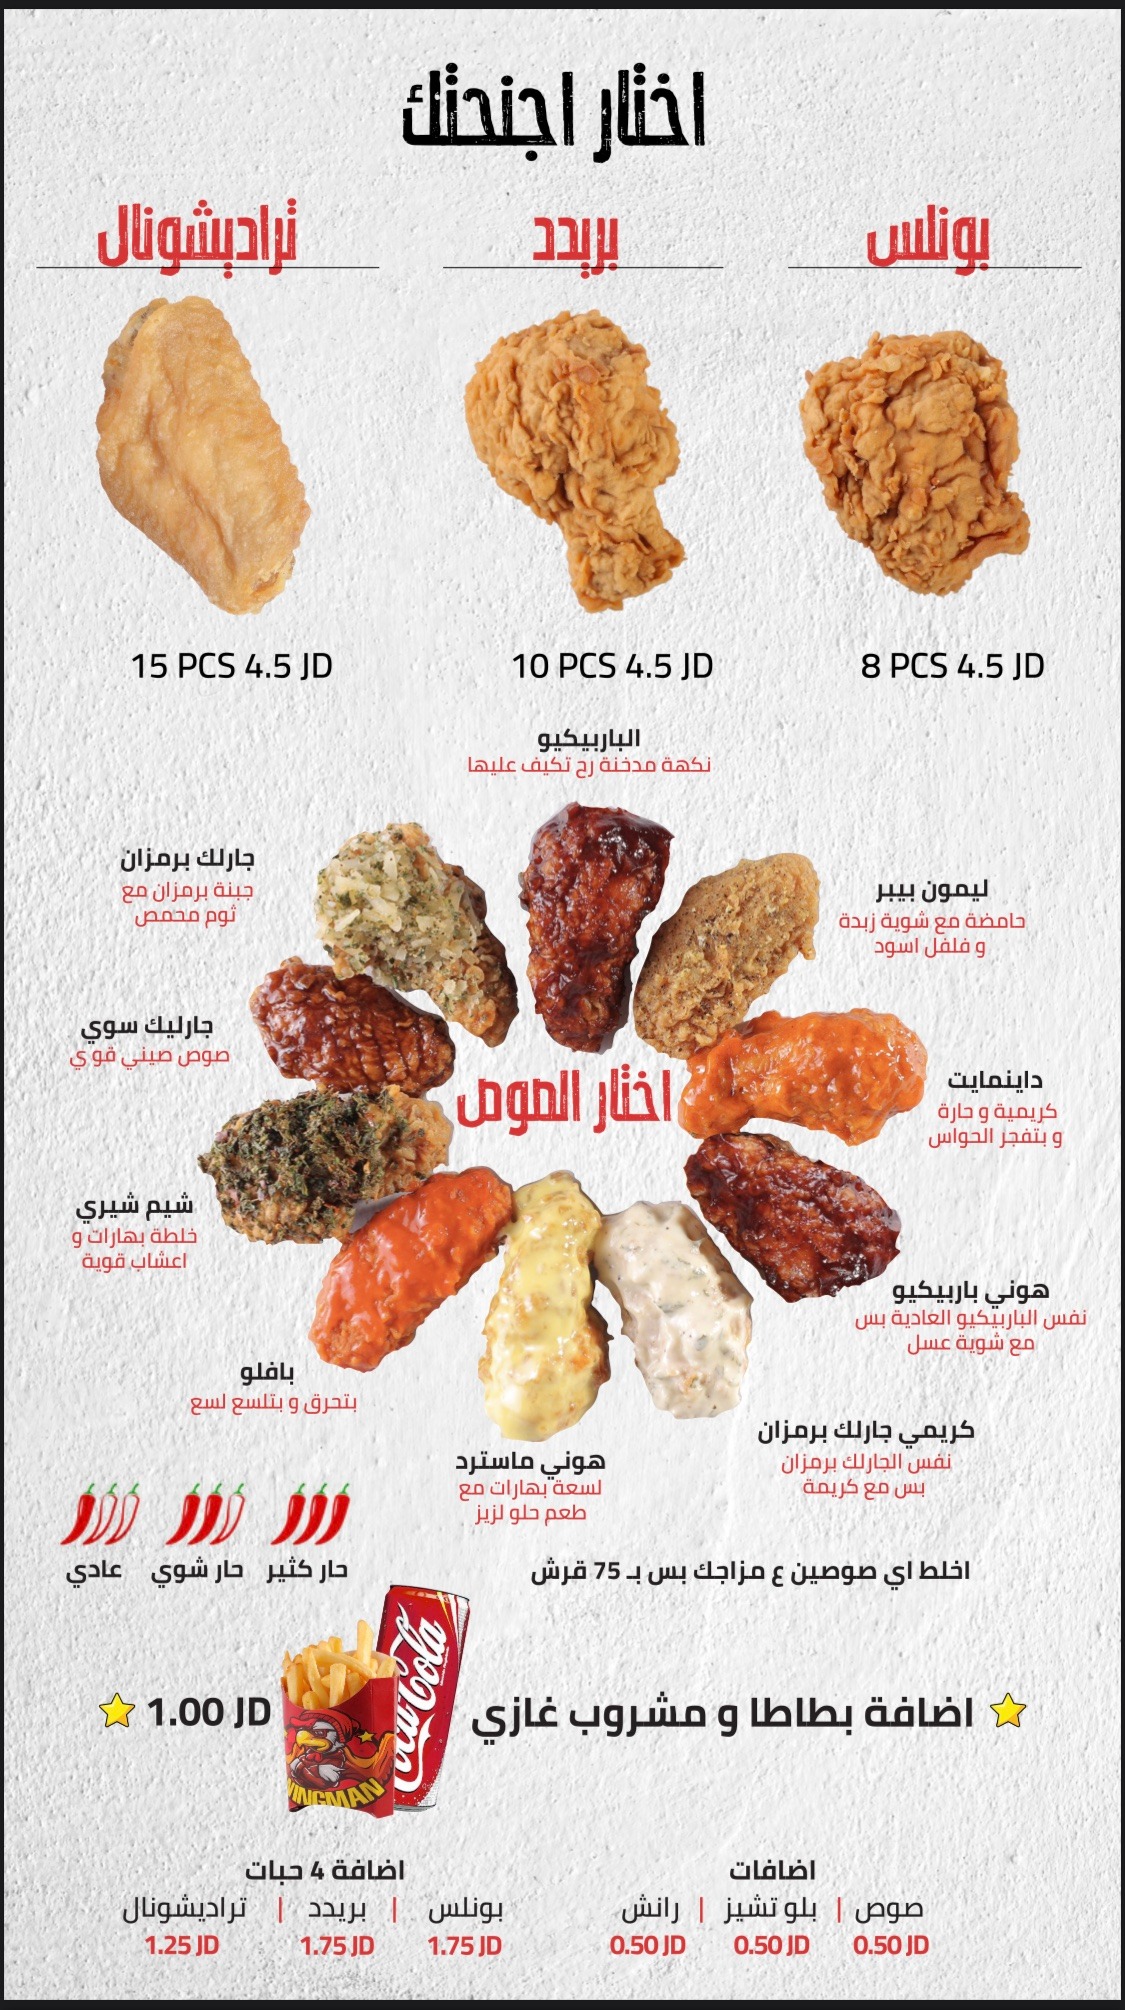 اختار اجنحتك
بونلس
بريدد
تراديشونال
8 PCS 4.5 JD
10 PCS 4.5 JD
15 PCS 4.5 JD
الباربيكيو
نكهة مدخنة رح تكيف عليها
ليمون بيبر
حامضة مع شوية زبدة
و فلفل اسود
جارلك برمزان
جبنة برمزان مع
ثوم محمص
داينمايت
كريمية و حارة
و بتفجر الحواس
جارليك سوي
صوص صيني قوي
اختار الصوص
شيم شيري
خلطة بهارات و
اعشاب قوية
هوني باربيكيو
نفس الباربيكيو العادية بس
مع شوية عسل
بافلو
بتحرق و بتلسع لسع
كريمي جارلك برمزان
نفس الجارلك برمزان
بس مع كريمة
هوني ماسترد
لسعة بهارات مع
طعم حلو لزيز
حار كثير
حار شوي
عادي
اخلط اي صوصين ع مزاجك بس بـ 75 قرش
اضافة بطاطا و مشروب غازي
Coca-Cola
WINGMAN
1.00 JD
اضافات
صوص | بلو تشيز | رانش
0.50 JD 0.50 JD 0.50 JD
اضافة 4 حبات
بونلس | بريدد | تراديشونال
1.75 JD 1.75 JD 1.25 JD